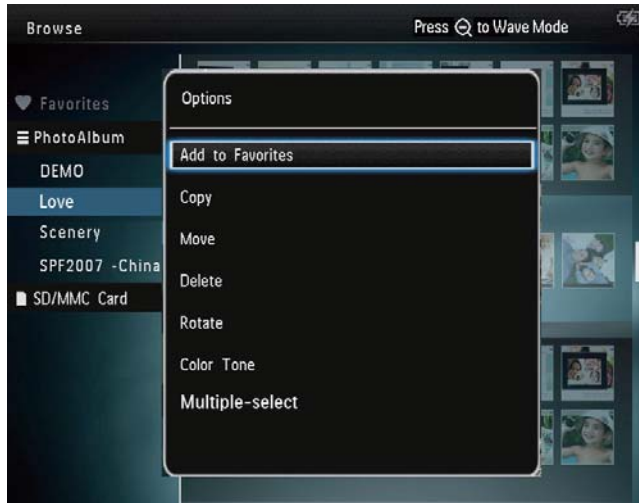 Browse
Press to Wave Mode
Favorites
PhotoAlbum
DEMO
Love
Scenery
SPF2007 -China
SD/MMC Card
Options
Add to Favorites
Copy
Move
Delete
Rotate
Color Tone
Multiple-select